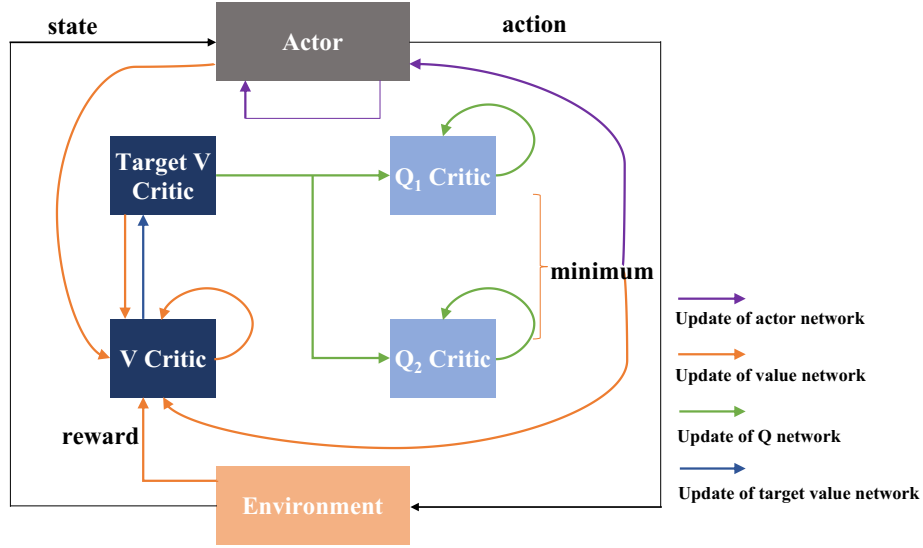 state
Actor
action
Target V
Critic
Q₁ Critic
minimum
V Critic
Q₂ Critic
reward
Environment
Update of actor network
Update of value network
Update of Q network
Update of target value network